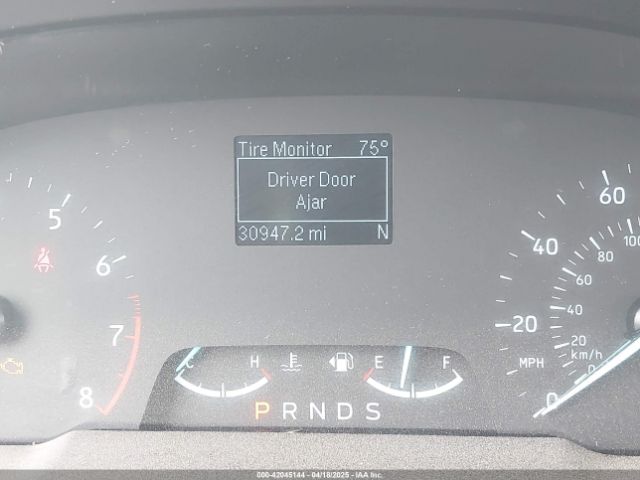 Tire Monitor 75°
Driver Door
Ajar
30947.2 mi N
5
6
7
8
C H
E F
P R N D S
0
20
40
60
MPH
0
20
40
60
80
100
km/h
000-42045144 - 04/18/2025 - IAA Inc.